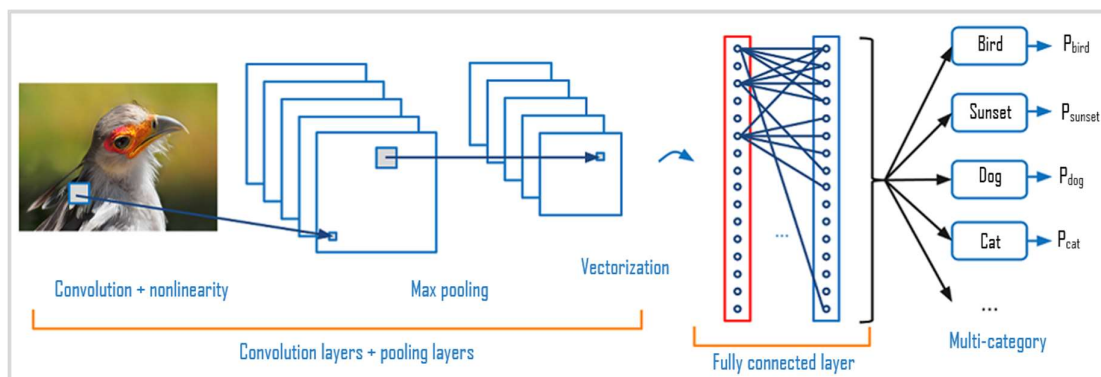 Convolution + nonlinearity
Max pooling
Vectorization
Convolution layers + pooling layers
...
Fully connected layer
Bird
P_bird
Sunset
P_sunset
Dog
P_dog
Cat
P_cat
...
Multi-category